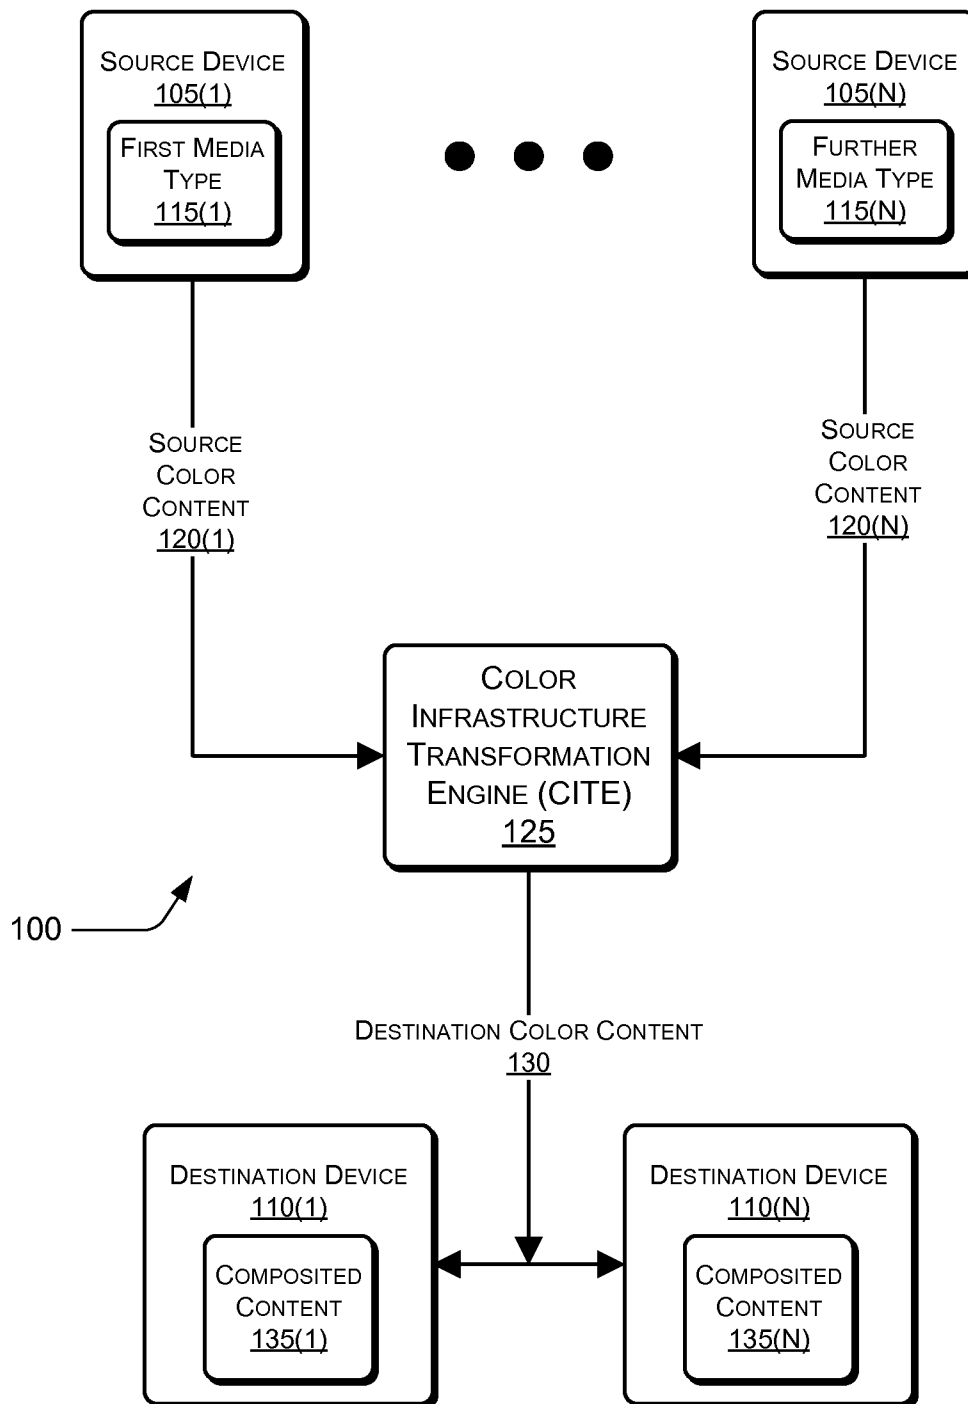 SOURCE DEVICE
105(1)
FIRST MEDIA
TYPE
115(1)
SOURCE DEVICE
105(N)
FURTHER
MEDIA TYPE
115(N)
SOURCE
COLOR
CONTENT
120(1)
SOURCE
COLOR
CONTENT
120(N)
COLOR
INFRASTRUCTURE
TRANSFORMATION
ENGINE (CITE)
125
100
DESTINATION COLOR CONTENT
130
DESTINATION DEVICE
110(1)
COMPOSITED
CONTENT
135(1)
DESTINATION DEVICE
110(N)
COMPOSITED
CONTENT
135(N)